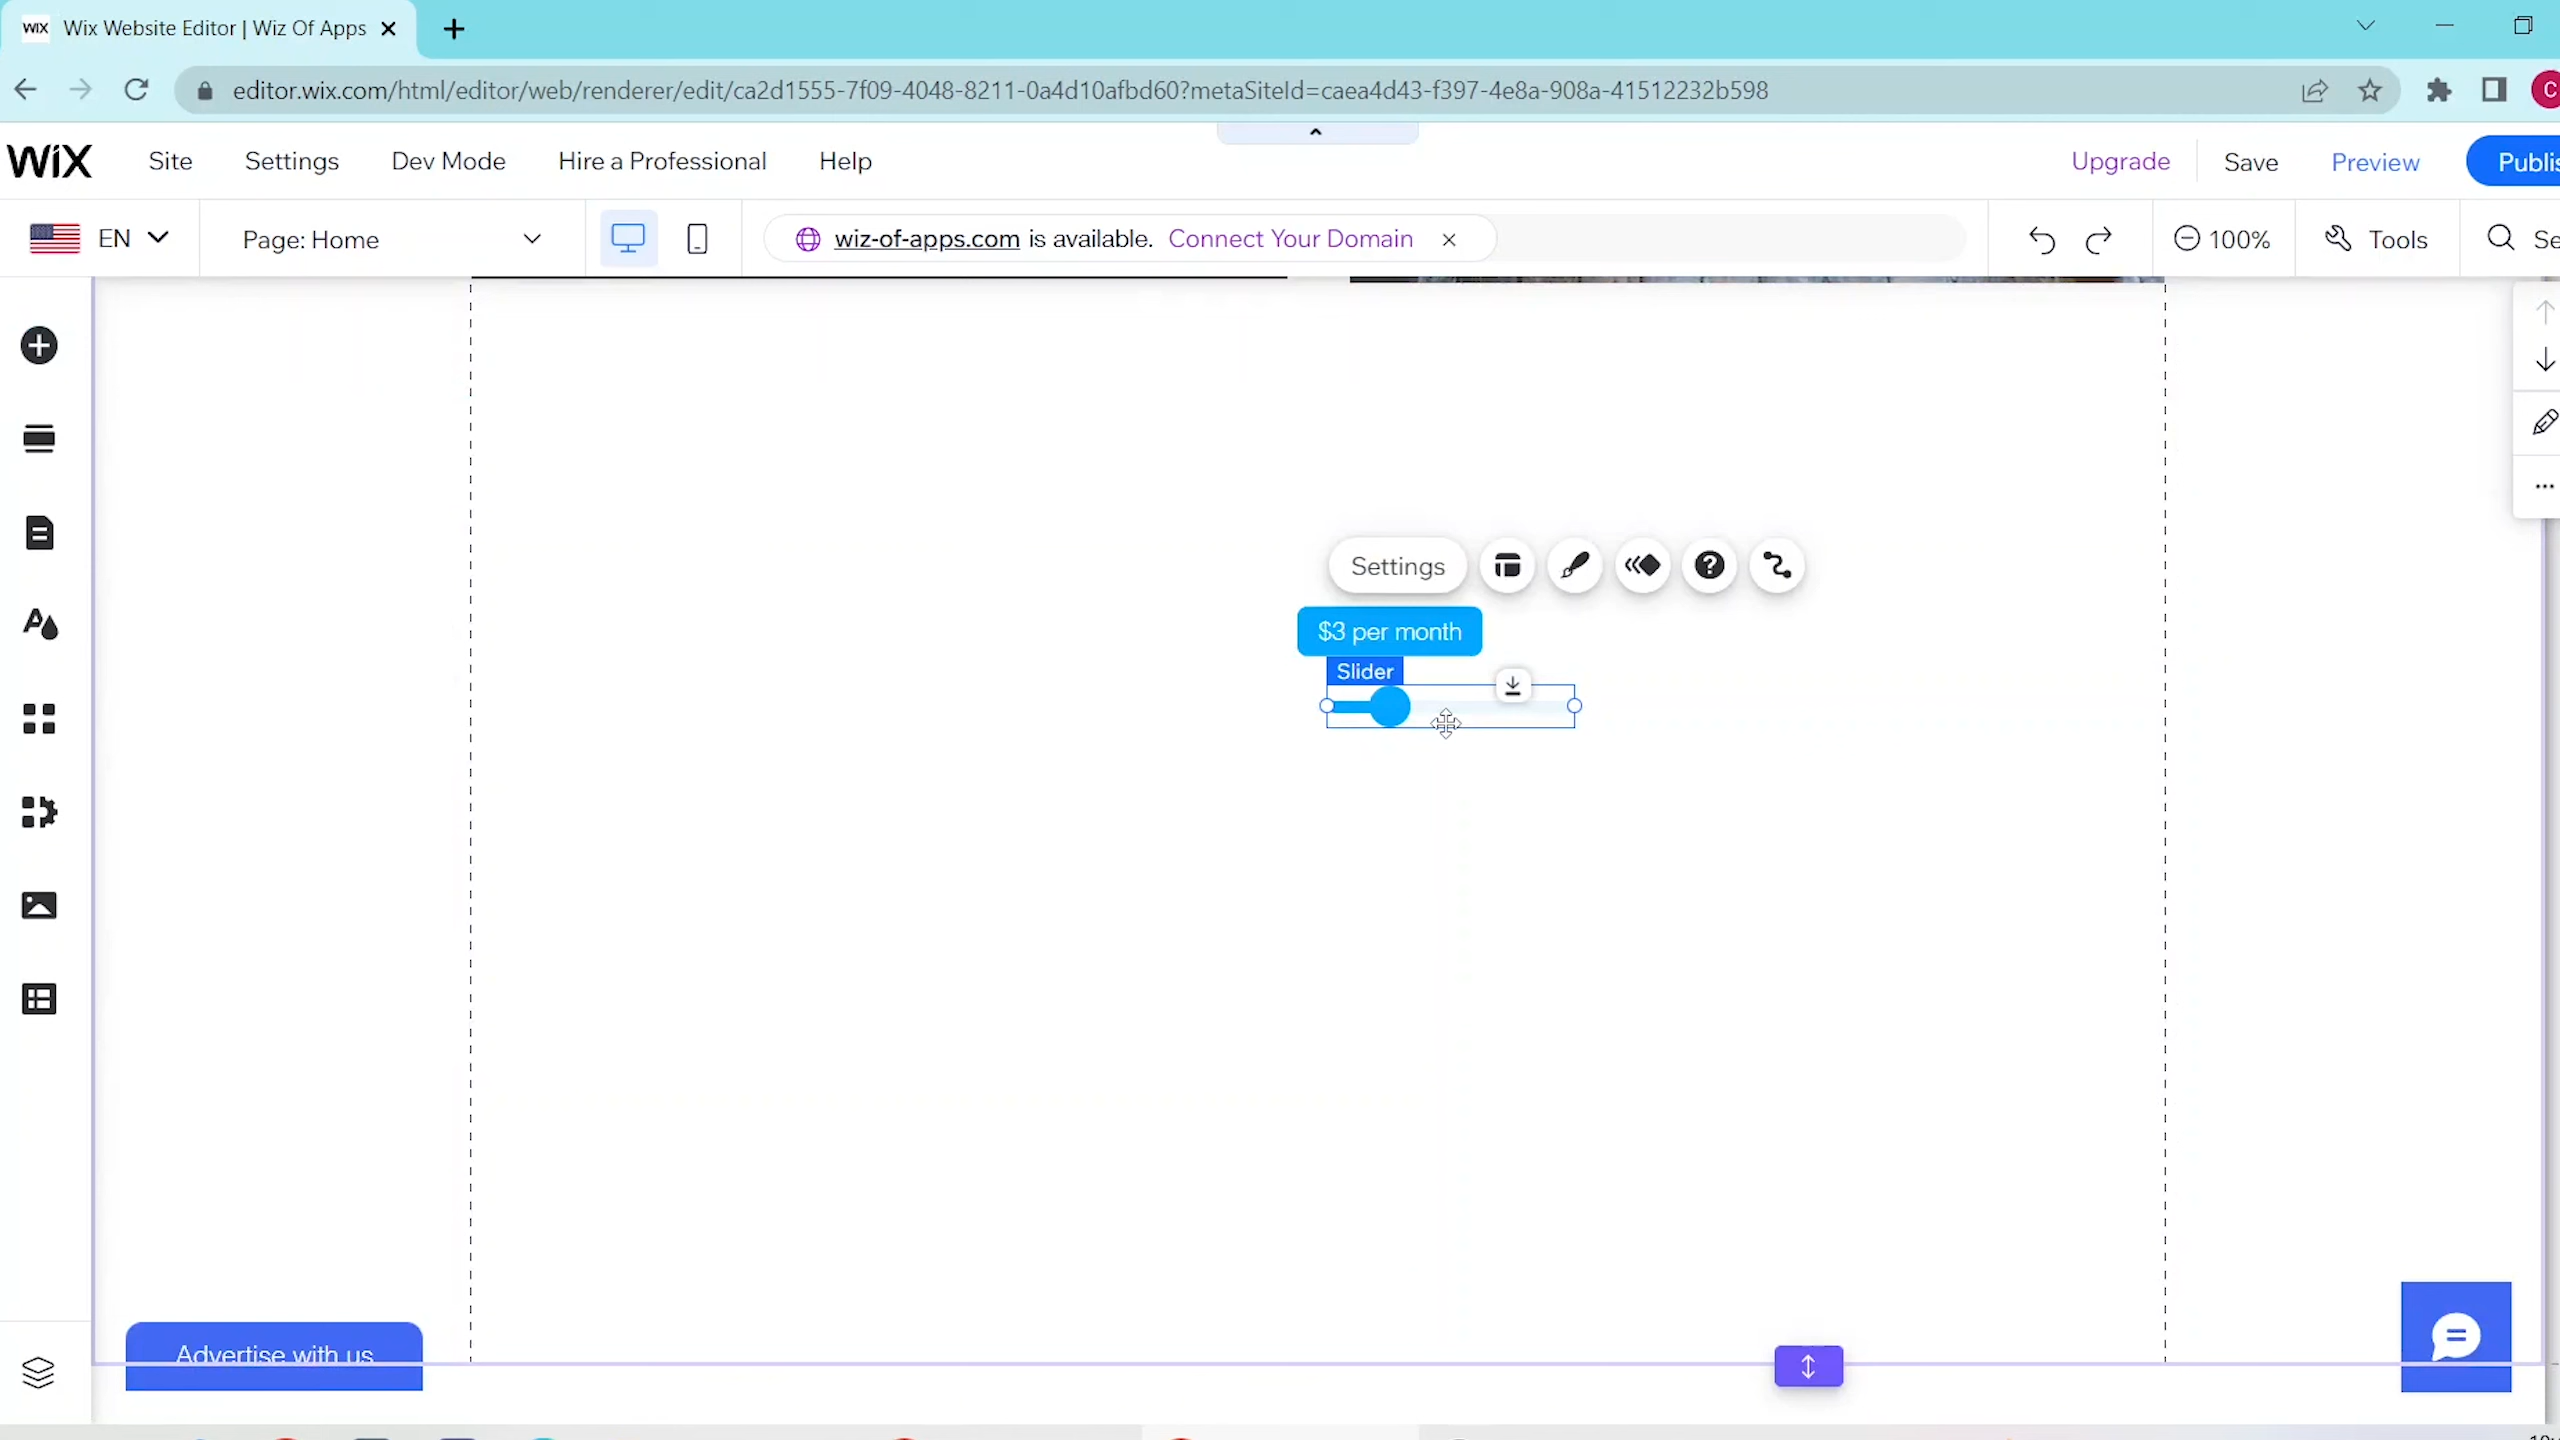 WiX Wix Website Editor | Wiz Of Apps
editor.wix.com/html/editor/web/renderer/edit/ca2d1555-7f09-4048-8211-0a4d10afbd60?metaSiteId=caea4d43-f397-4e8a-908a-41512232b598
C
WiX Site Settings Dev Mode Hire a Professional Help Upgrade Save Preview Publis
EN Page: Home wiz-of-apps.com is available. Connect Your Domain 100% Tools Se
Settings
$3 per month
Slider
Advertise with us